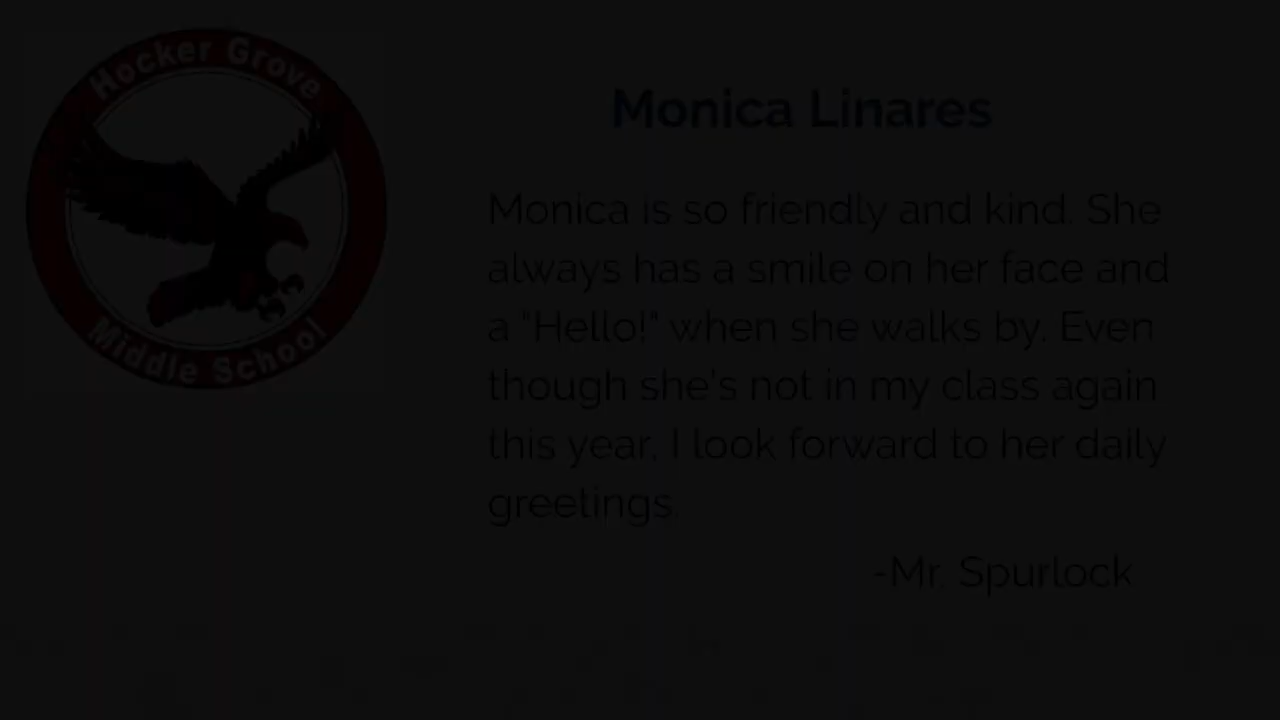 Hocker Grove
Middle School
Monica Linares
Monica is so friendly and kind. She
always has a smile on her face and
a "Hello!" when she walks by. Even
though she's not in my class again
this year, I look forward to her daily
greetings.
-Mr. Spurlock